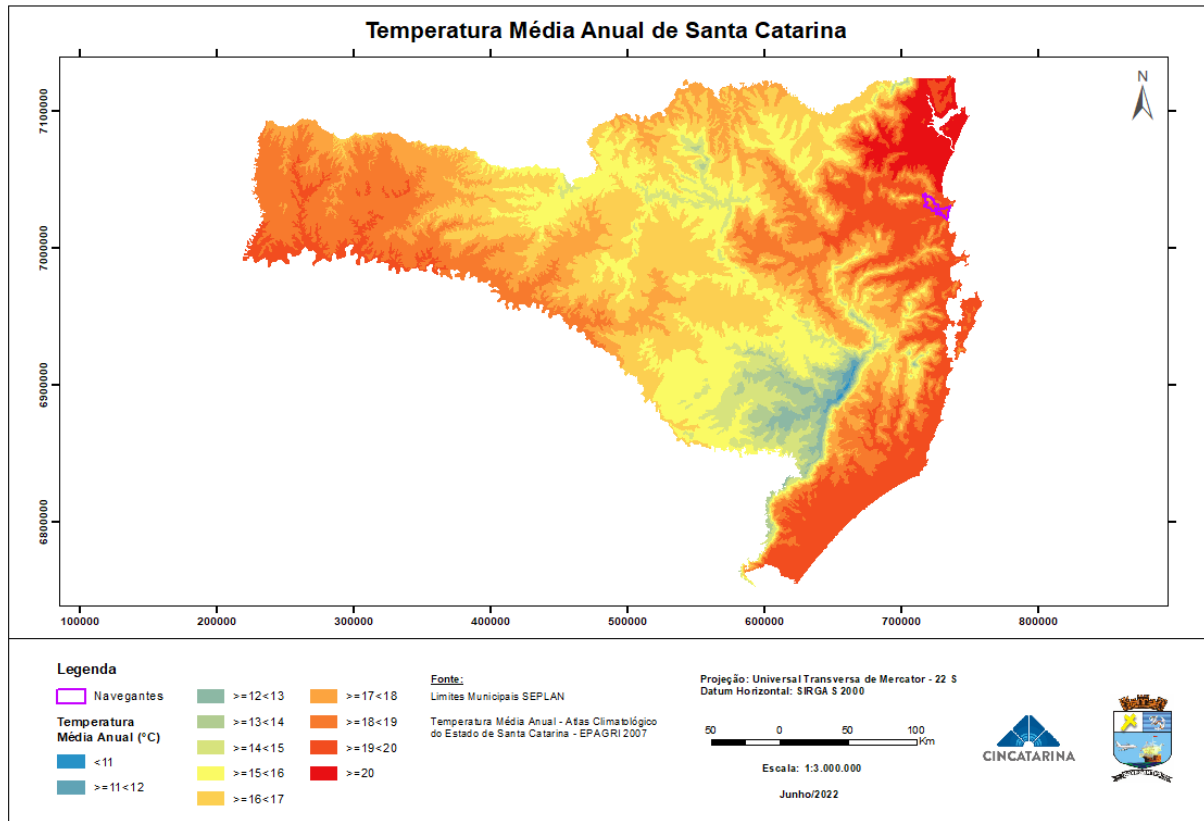 Temperatura Média Anual de Santa Catarina
N
7100000
7000000
6900000
6800000
100000
200000
300000
400000
500000
600000
700000
800000
Legenda
Navegantes
Temperatura
Média Anual (°C)
<11
>=11<12
>=12<13
>=13<14
>=14<15
>=15<16
>=16<17
>=17<18
>=18<19
>=19<20
>=20
Fonte:
Limites Municipais SEPLAN
Temperatura Média Anual - Atlas Climatológico
do Estado de Santa Catarina - EPAGRI 2007
Projeção: Universal Transversa de Mercator - 22 S
Datum Horizontal: SIRGAS 2000
50 25 0 50 100
Km
Escala: 1:3.000.000
Junho/2022
CINCATARINA